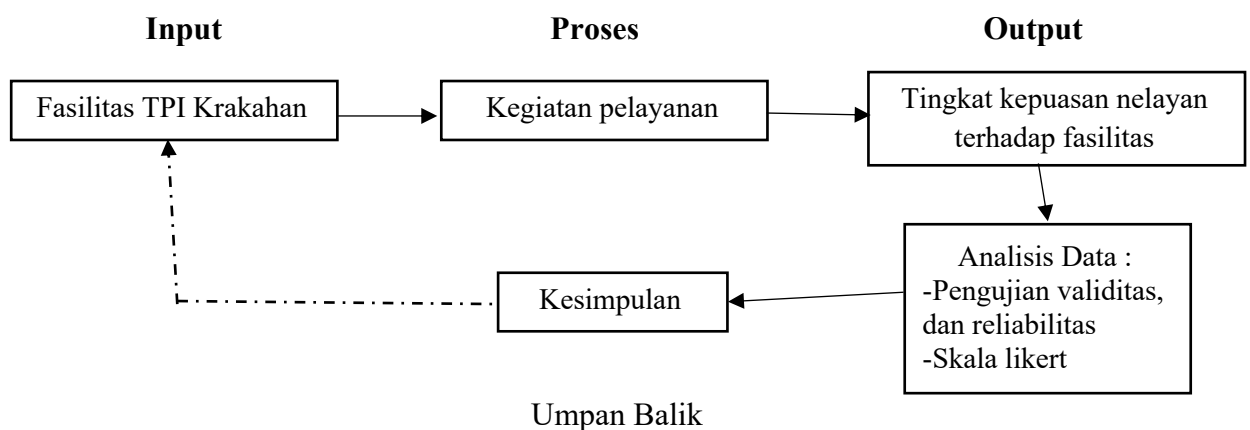 Input
Proses
Output
Fasilitas TPI Krakahan
Kegiatan pelayanan
Tingkat kepuasan nelayan
terhadap fasilitas
Analisis Data :
-Pengujian validitas,
dan reliabilitas
-Skala likert
Kesimpulan
Umpan Balik